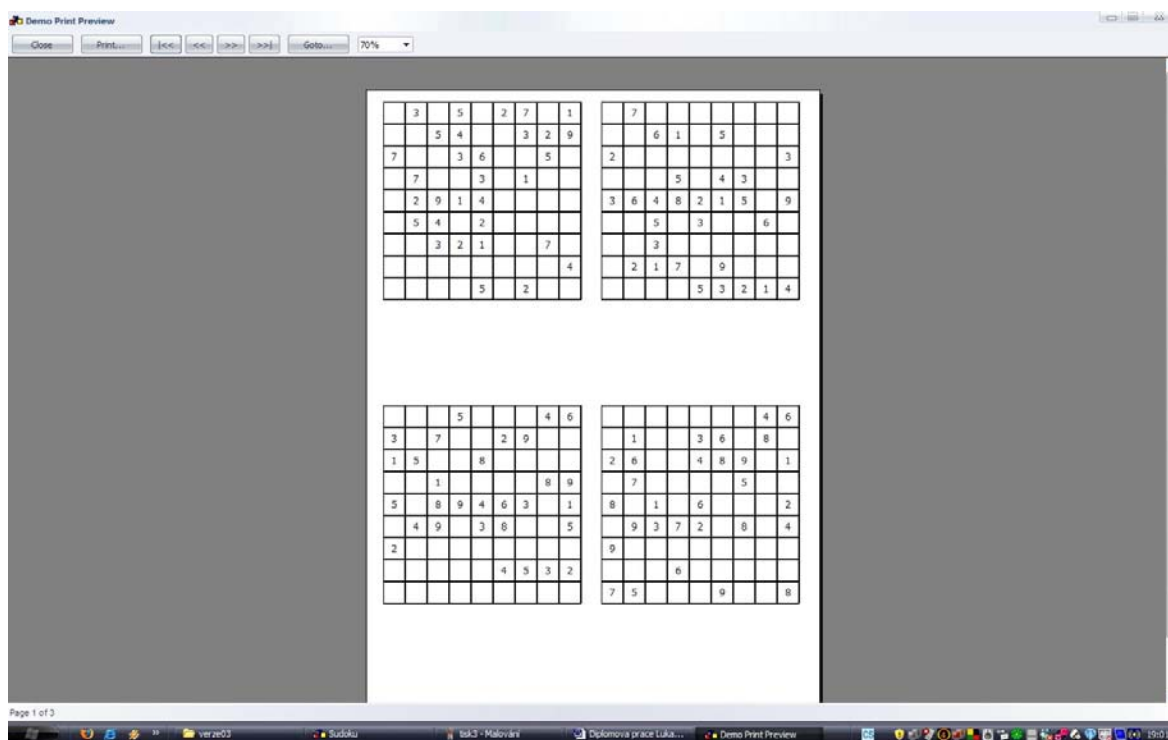 Demo Print Preview
Close Print... |<< << >> >>| Goto... 70%
3 5 2 7 1
5 4 3 2 9
7 3 6 5
7 3 1
2 9 1 4
5 4 2
3 2 1 7
4
5 2
7
6 1 5
2 3
5 4 3
3 6 4 8 2 1 5 9
5 3 6
3
2 1 7 9
5 3 2 1 4
5 4 6
3 7 2 9
1 5 8
1 8 9
5 8 9 4 6 3 1
4 9 3 8 5
2
4 5 3 2
4 6
1 3 6 8
2 6 4 8 9 1
7 5
8 1 6 2
9 3 7 2 8 4
9
6
7 5 9 8
Page 1 of 3
verze03 Sudoku tisk3 - Malování Diplomova prace Luka... Demo Print Preview